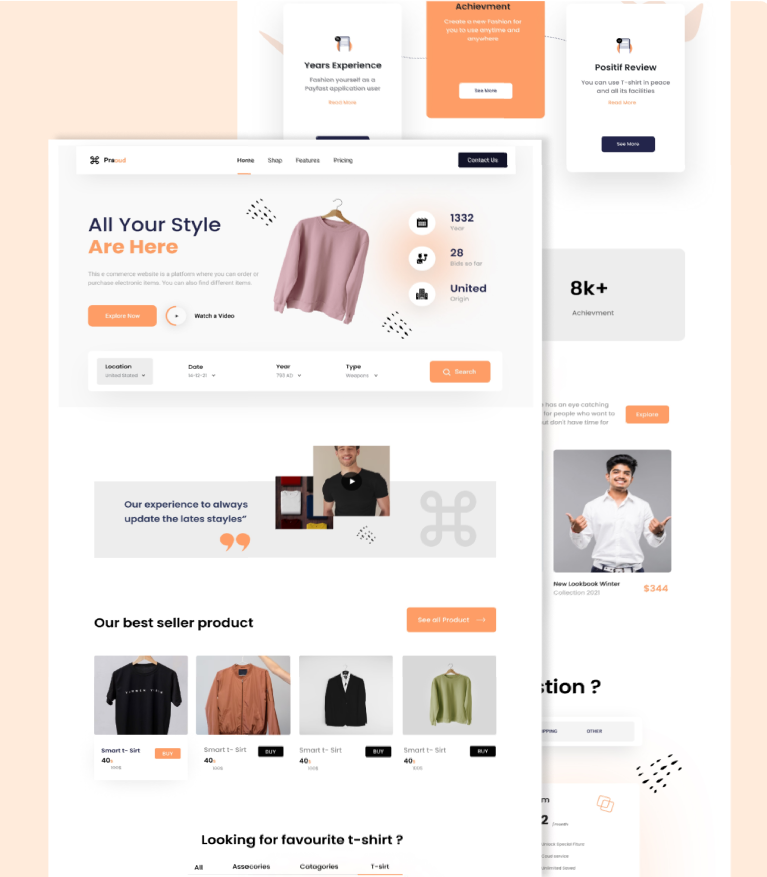 Achievment
Create a new Fashion for
you to use anytime and
anywhere
See More
Years Experience
Fashion yourself as a
Payfast application user
Read More
Positif Review
You can use T-shirt in peace
and all its facilities
Read More
See More
Praoud
Home
Shop
Features
Pricing
Contact Us
All Your Style
Are Here
This e commerce website is a platform where you can order or
purchase electronic items. You can also find different items
Explore Now
Watch a Video
1332
Year
28
Bids so far
United
Origin
Location
United Stated
Date
14-12-21
Year
750 AD
Type
Weapons
Search
8k+
Achievment
has an eye catching
for people who want to
but don't have time for
Explore
Our experience to always
update the lates stayles”
New Lookbook Winter
Collection 2021
$344
Our best seller product
See all Product
Smart t- Sirt
BUY
40$
Smart t- Sirt
BUY
40$
Smart t- Sirt
BUY
40$
Smart t- Sirt
BUY
40$
stion ?
IPPING
OTHER
m
2
/month
Looking for favourite t-shirt ?
All
Assecories
Catagories
T-sirt